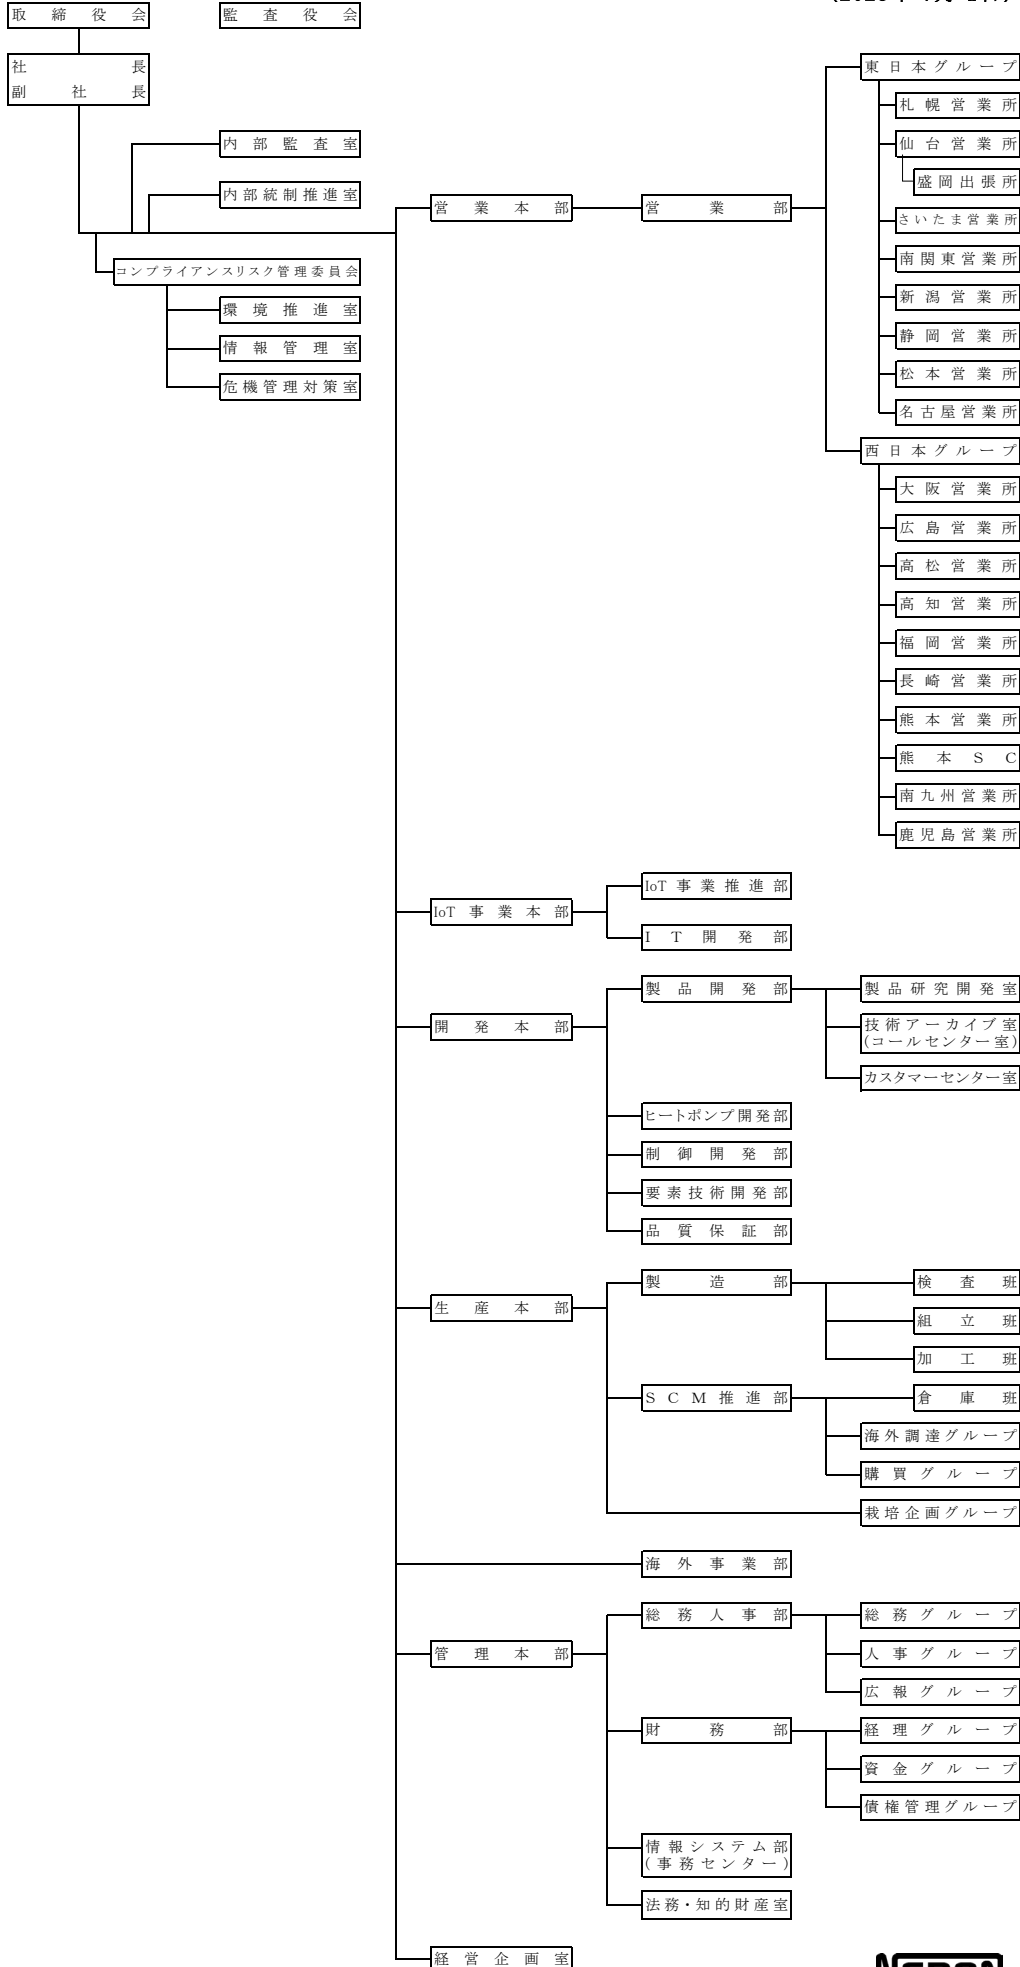 取締役会
監査役会
社長
副社長
内部監査室
内部統制推進室
コンプライアンスリスク管理委員会
環境推進室
情報管理室
危機管理対策室
営業本部
営業部
東日本グループ
札幌営業所
仙台営業所
盛岡出張所
さいたま営業所
南関東営業所
新潟営業所
静岡営業所
松本営業所
名古屋営業所
西日本グループ
大阪営業所
広島営業所
高松営業所
高知営業所
福岡営業所
長崎営業所
熊本営業所
熊本SC
南九州営業所
鹿児島営業所
IoT事業本部
IoT事業推進部
IT開発部
開発本部
製品開発部
製品研究開発室
技術アーカイブ室
(コールセンター室)
カスタマーセンター室
ヒートポンプ開発部
制御開発部
要素技術開発部
品質保証部
生産本部
製造部
検査班
組立班
加工班
SCM推進部
倉庫班
海外調達グループ
購買グループ
栽培企画グループ
海外事業部
管理本部
総務人事部
総務グループ
人事グループ
広報グループ
財務部
経理グループ
資金グループ
債権管理グループ
情報システム部
(事務センター)
法務・知的財産室
経営企画室